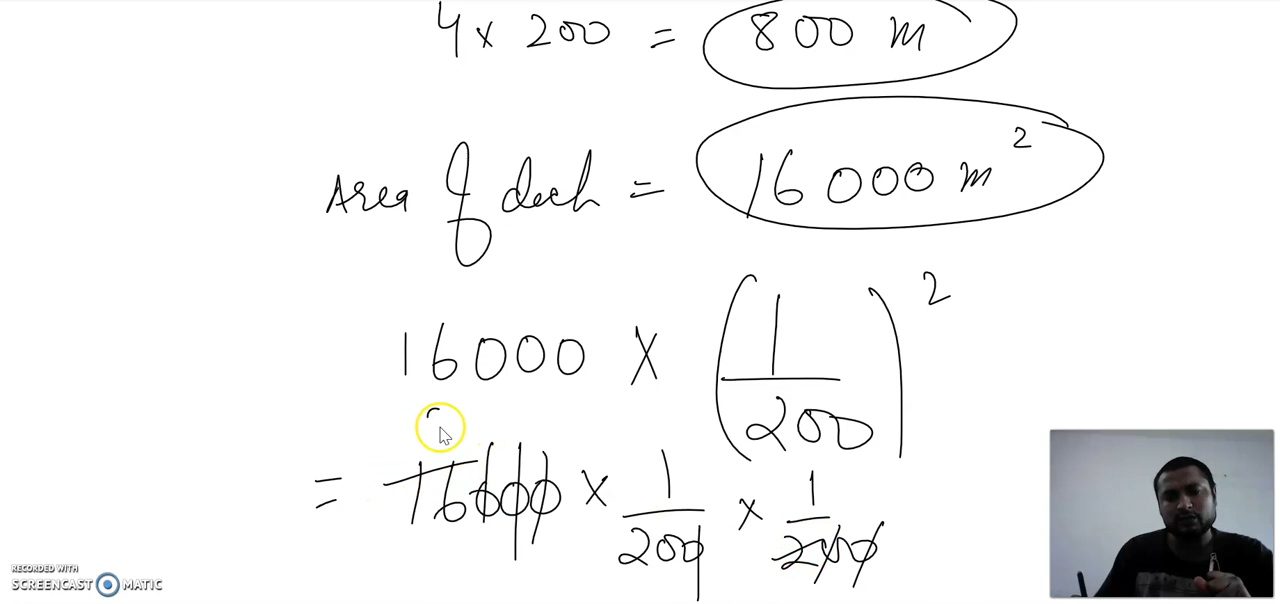 4 x 200 = 800 m
Area of deck = 16000 m²
16000 X (1/200)²
= 16000 x 1/200 x 1/200
RECORDED WITH
SCREENCAST MATIC